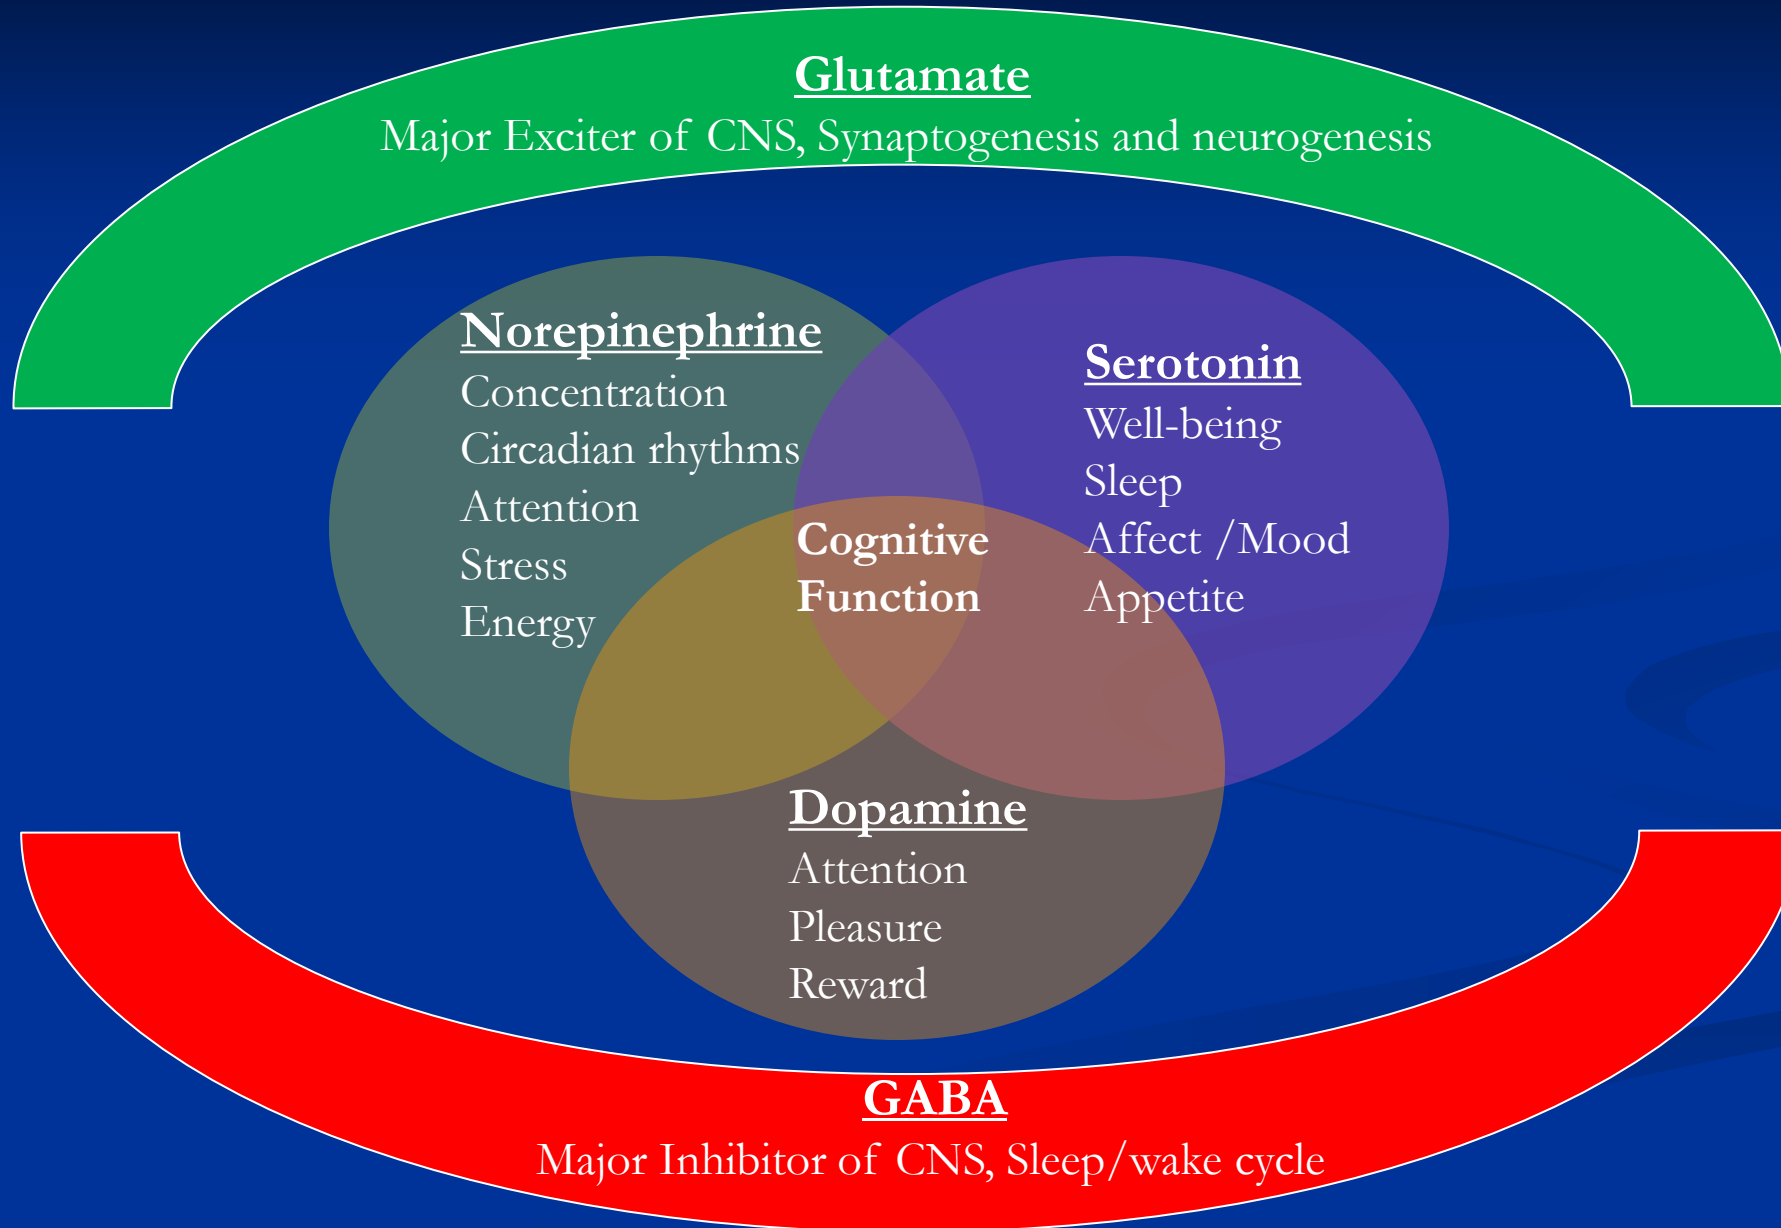 Glutamate
Major Exciter of CNS, Synaptogenesis and neurogenesis
Norepinephrine
Concentration
Circadian rhythms
Attention
Stress
Energy
Serotonin
Well-being
Sleep
Affect /Mood
Appetite
Cognitive
Function
Dopamine
Attention
Pleasure
Reward
GABA
Major Inhibitor of CNS, Sleep/wake cycle